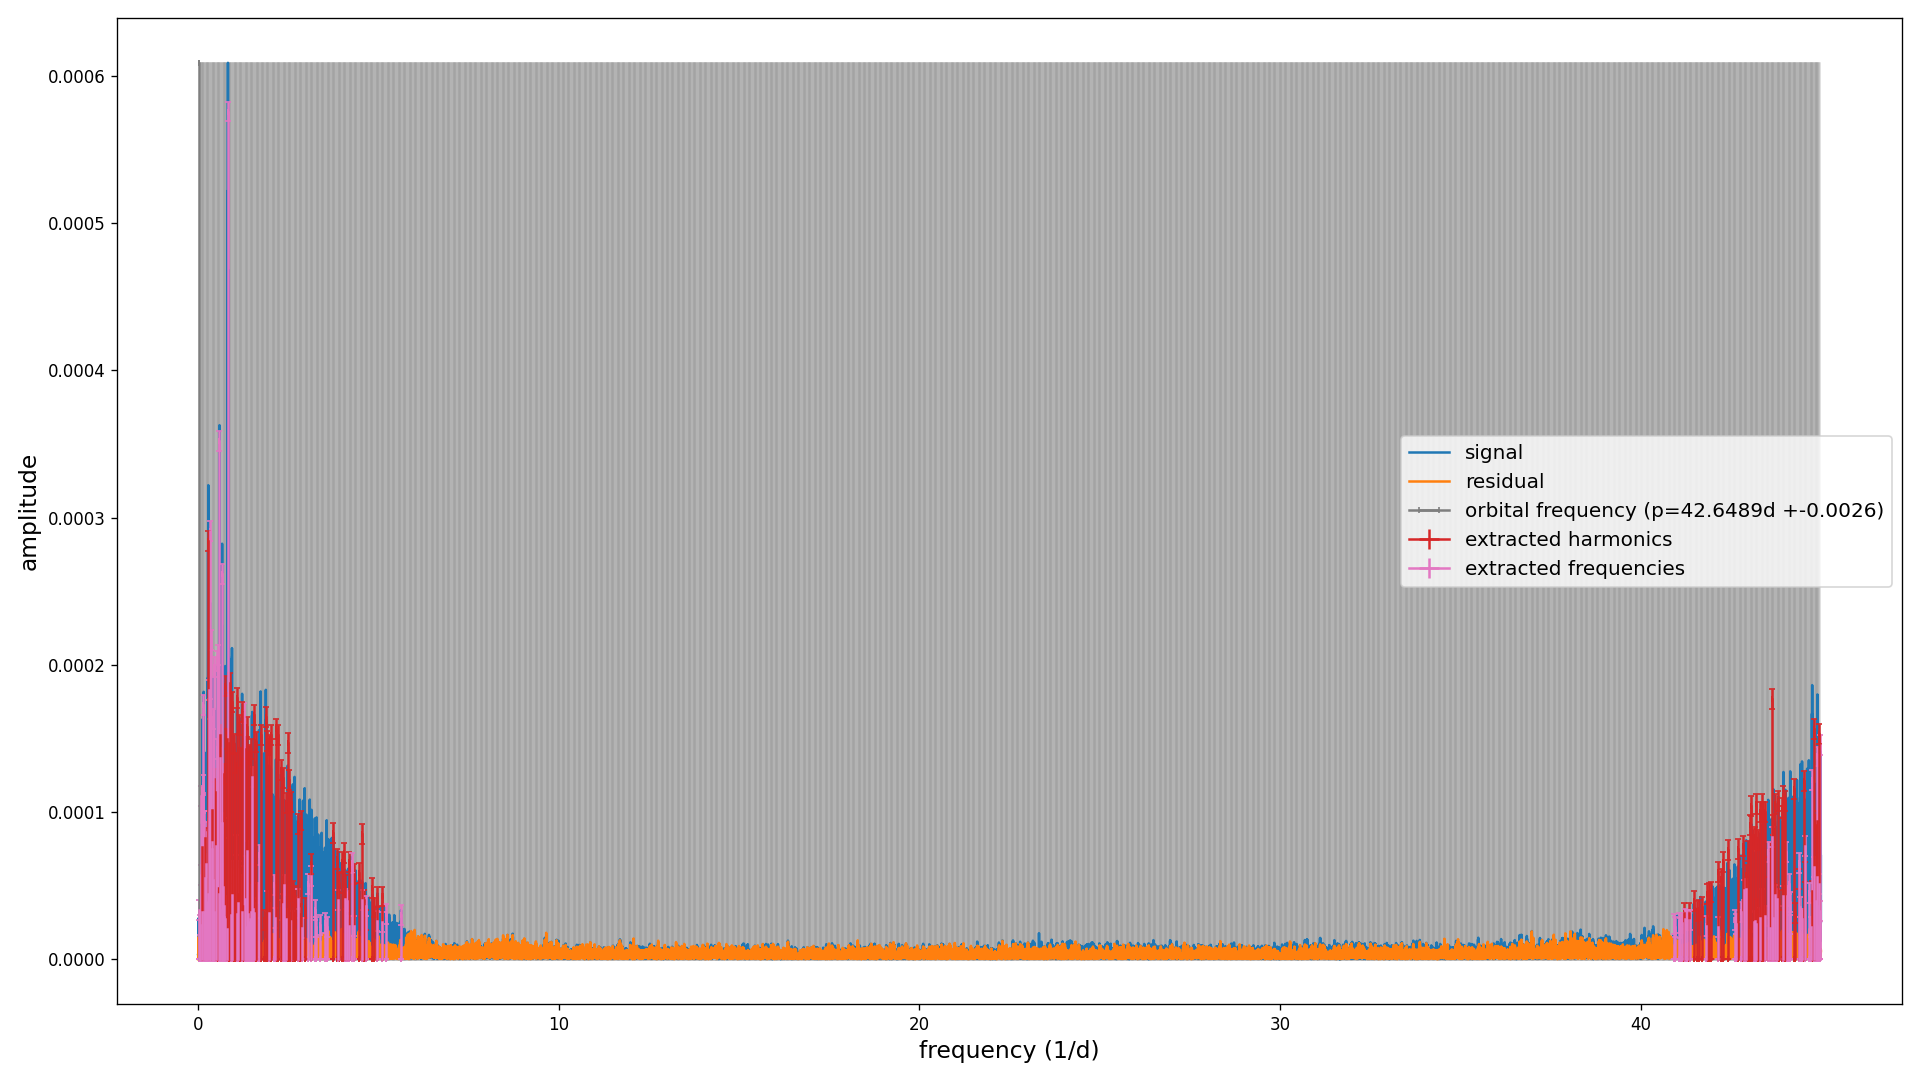 0.0006
0.0005
0.0004
0.0003
0.0002
0.0001
0.0000
amplitude
signal
residual
orbital frequency (p=42.6489d +-0.0026)
extracted harmonics
extracted frequencies
0 10 20 30 40
frequency (1/d)